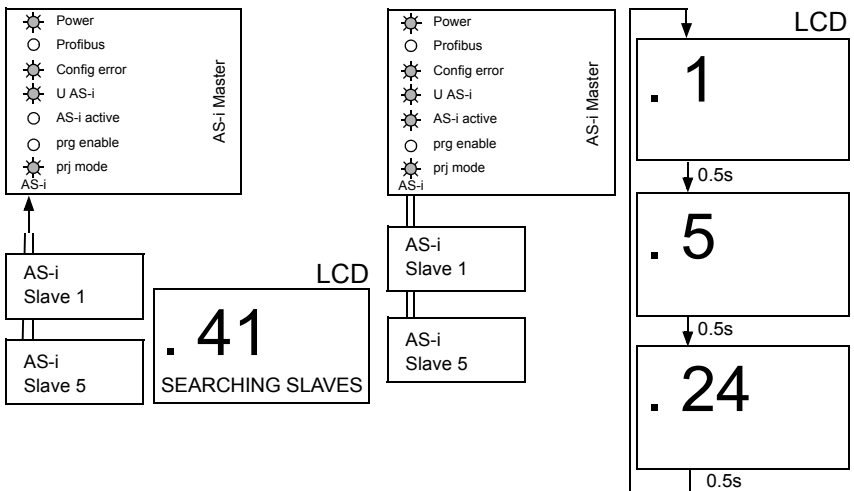 Power
Profibus
Config error
U AS-i
AS-i active
prg enable
prj mode
AS-i
AS-i Master
AS-i
Slave 1
AS-i
Slave 5
LCD
. 41
SEARCHING SLAVES
Power
Profibus
Config error
U AS-i
AS-i active
prg enable
prj mode
AS-i
AS-i Master
AS-i
Slave 1
AS-i
Slave 5
LCD
. 1
0.5s
. 5
0.5s
. 24
0.5s